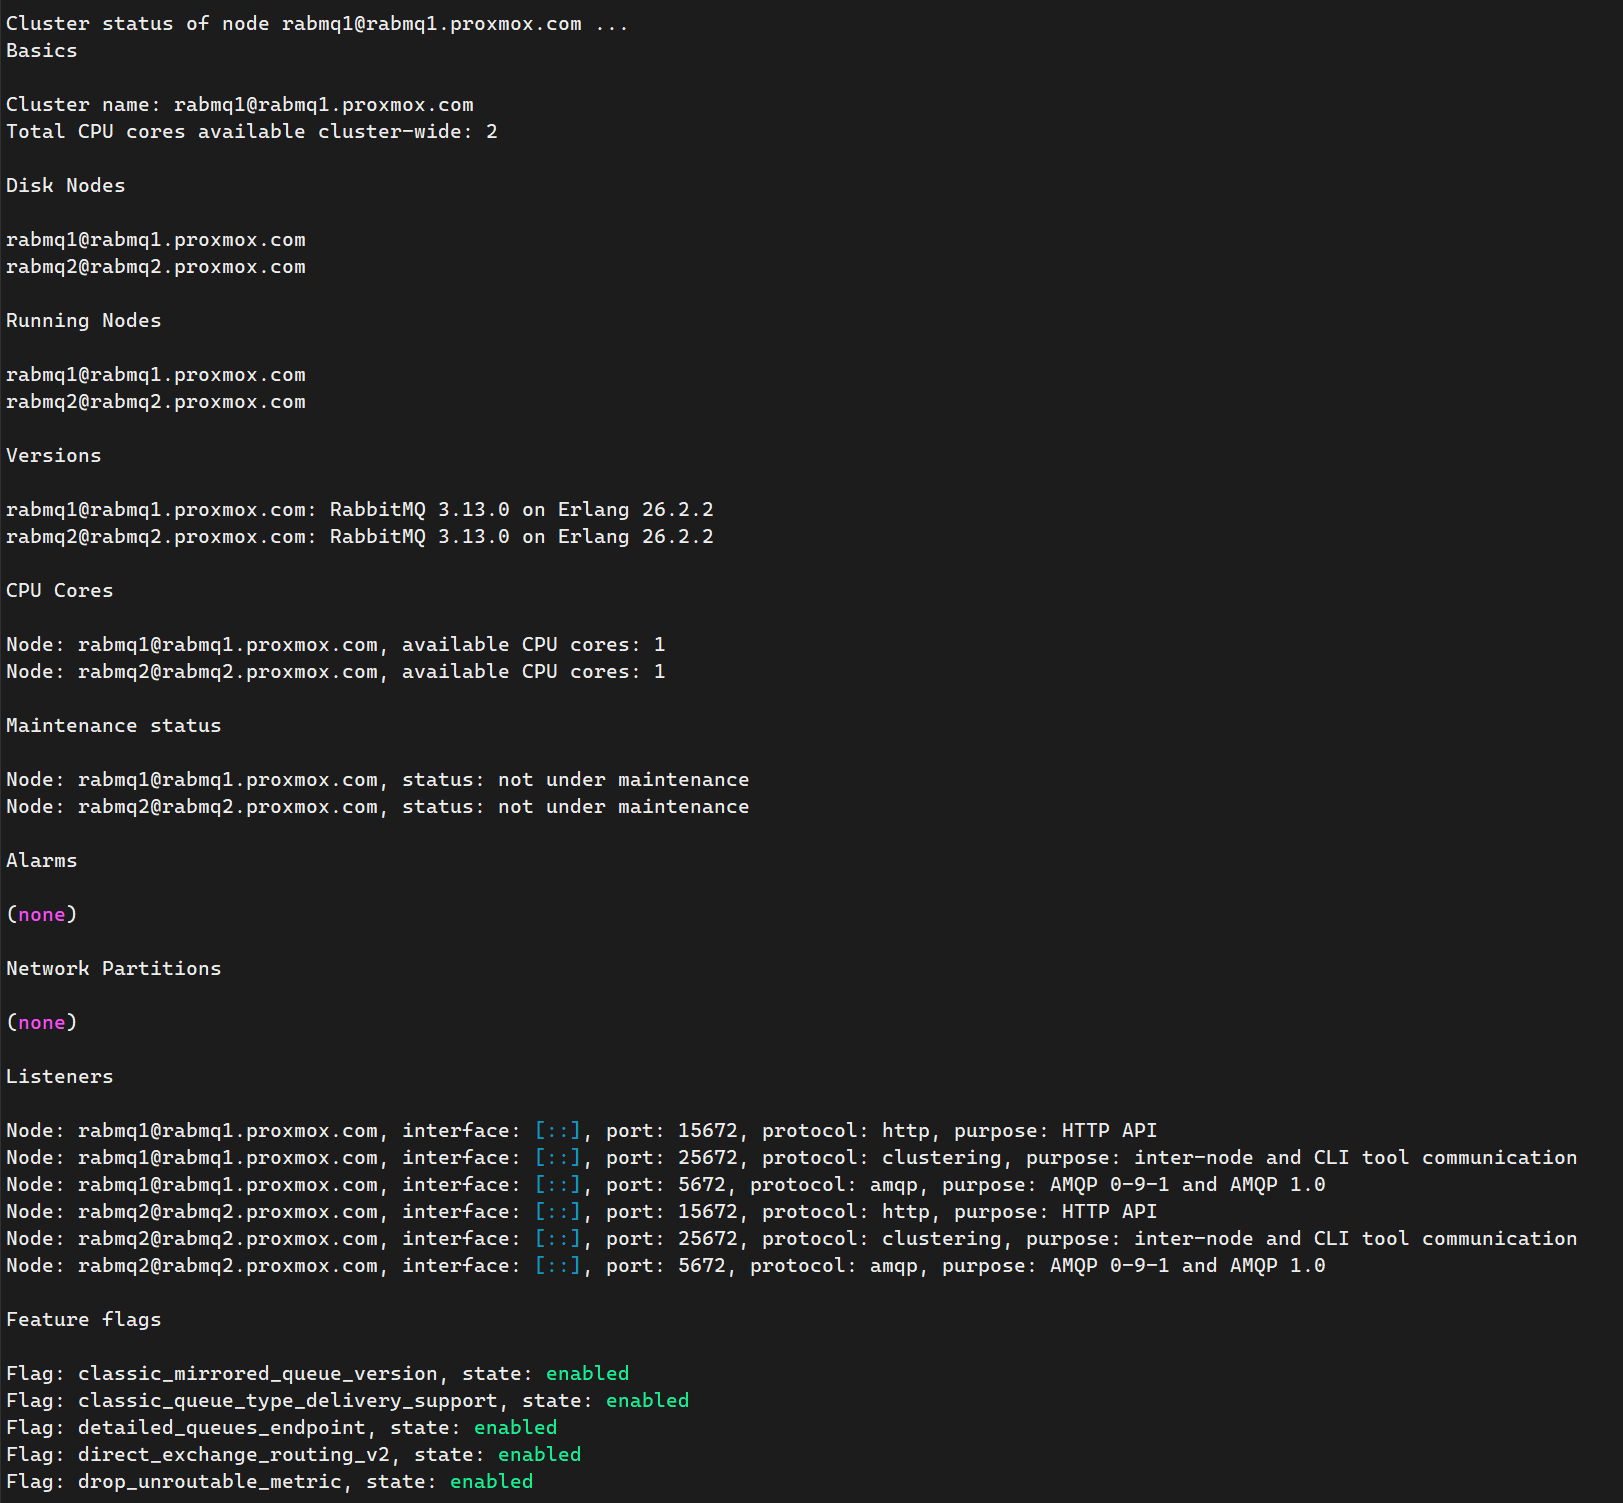 Cluster status of node rabmq1@rabmq1.proxmox.com ...
Basics
Cluster name: rabmq1@rabmq1.proxmox.com
Total CPU cores available cluster-wide: 2
Disk Nodes
rabmq1@rabmq1.proxmox.com
rabmq2@rabmq2.proxmox.com
Running Nodes
rabmq1@rabmq1.proxmox.com
rabmq2@rabmq2.proxmox.com
Versions
rabmq1@rabmq1.proxmox.com: RabbitMQ 3.13.0 on Erlang 26.2.2
rabmq2@rabmq2.proxmox.com: RabbitMQ 3.13.0 on Erlang 26.2.2
CPU Cores
Node: rabmq1@rabmq1.proxmox.com, available CPU cores: 1
Node: rabmq2@rabmq2.proxmox.com, available CPU cores: 1
Maintenance status
Node: rabmq1@rabmq1.proxmox.com, status: not under maintenance
Node: rabmq2@rabmq2.proxmox.com, status: not under maintenance
Alarms
(none)
Network Partitions
(none)
Listeners
Node: rabmq1@rabmq1.proxmox.com, interface: [::], port: 15672, protocol: http, purpose: HTTP API
Node: rabmq1@rabmq1.proxmox.com, interface: [::], port: 25672, protocol: clustering, purpose: inter-node and CLI tool communication
Node: rabmq1@rabmq1.proxmox.com, interface: [::], port: 5672, protocol: amqp, purpose: AMQP 0-9-1 and AMQP 1.0
Node: rabmq2@rabmq2.proxmox.com, interface: [::], port: 15672, protocol: http, purpose: HTTP API
Node: rabmq2@rabmq2.proxmox.com, interface: [::], port: 25672, protocol: clustering, purpose: inter-node and CLI tool communication
Node: rabmq2@rabmq2.proxmox.com, interface: [::], port: 5672, protocol: amqp, purpose: AMQP 0-9-1 and AMQP 1.0
Feature flags
Flag: classic_mirrored_queue_version, state: enabled
Flag: classic_queue_type_delivery_support, state: enabled
Flag: detailed_queues_endpoint, state: enabled
Flag: direct_exchange_routing_v2, state: enabled
Flag: drop_unroutable_metric, state: enabled